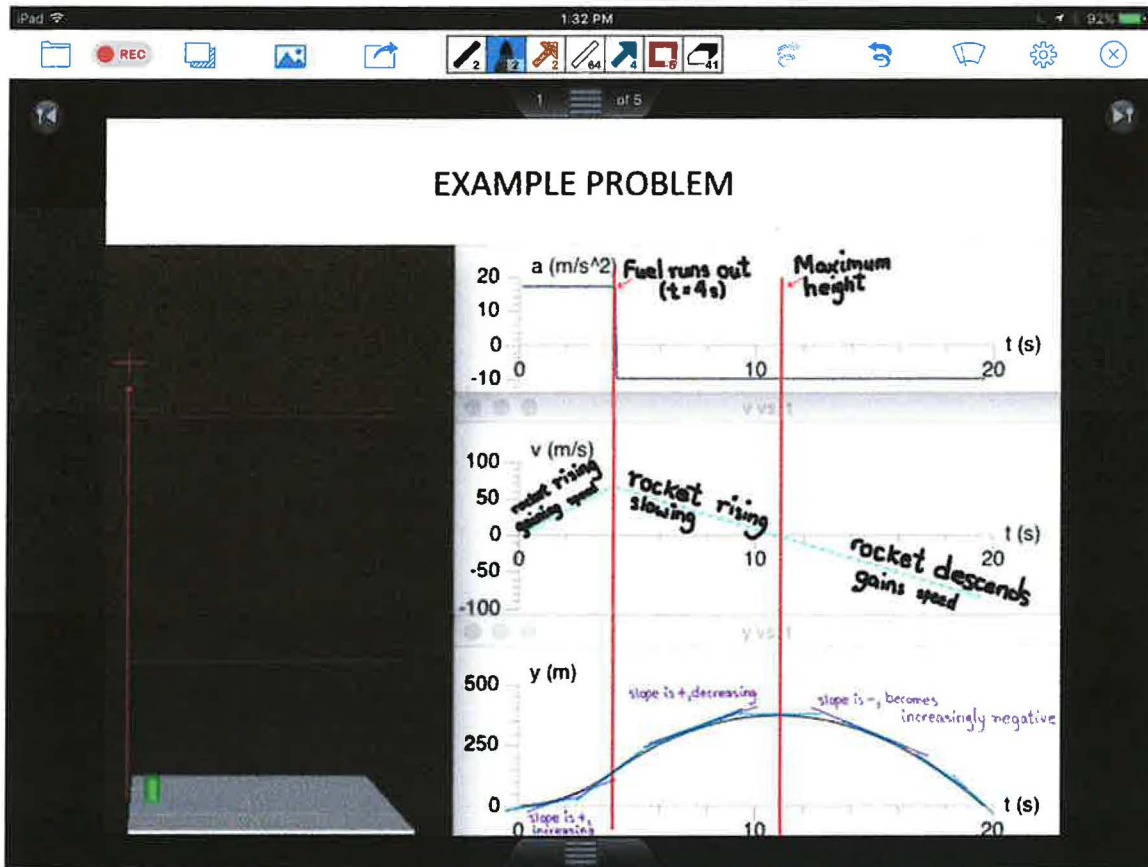 iPad
1:32 PM
92%
REC
2
2
64
4
41
1 of 5
EXAMPLE PROBLEM
a (m/s^2)
Fuel runs out
(t=4s)
Maximum
height
20
10
0
-10
0
10
20
t (s)
v vs. t
v (m/s)
100
50
0
-50
-100
rocket rising
gaining speed
rocket rising
slowing
rocket descends
gains speed
0
10
20
t (s)
y vs. t
y (m)
500
250
0
slope is +, decreasing
slope is -, becomes
increasingly negative
slope is +,
increasing
0
10
20
t (s)